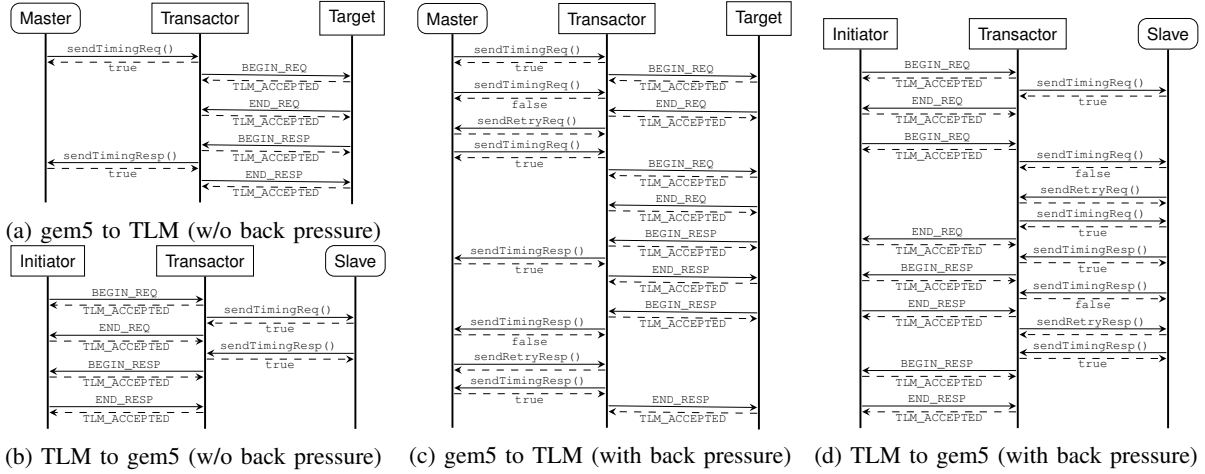 Master Transactor Target
sendTimingReq()
true
BEGIN_REQ
TLM_ACCEPTED
END_REQ
TLM_ACCEPTED
BEGIN_RESP
TLM_ACCEPTED
sendTimingResp()
true
END_RESP
TLM_ACCEPTED
(a) gem5 to TLM (w/o back pressure)
Initiator Transactor Slave
BEGIN_REQ
TLM_ACCEPTED
sendTimingReq()
true
END_REQ
TLM_ACCEPTED
sendTimingResp()
true
BEGIN_RESP
TLM_ACCEPTED
END_RESP
TLM_ACCEPTED
(b) TLM to gem5 (w/o back pressure)
Master Transactor Target
sendTimingReq()
true
BEGIN_REQ
TLM_ACCEPTED
sendTimingReq()
false
END_REQ
TLM_ACCEPTED
sendRetryReq()
sendTimingReq()
true
BEGIN_REQ
TLM_ACCEPTED
END_REQ
TLM_ACCEPTED
BEGIN_RESP
TLM_ACCEPTED
sendTimingResp()
true
END_RESP
TLM_ACCEPTED
BEGIN_RESP
TLM_ACCEPTED
sendTimingResp()
false
sendRetryResp()
sendTimingResp()
true
END_RESP
TLM_ACCEPTED
(c) gem5 to TLM (with back pressure)
Initiator Transactor Slave
BEGIN_REQ
TLM_ACCEPTED
sendTimingReq()
true
END_REQ
TLM_ACCEPTED
BEGIN_REQ
TLM_ACCEPTED
sendTimingReq()
false
sendRetryReq()
sendTimingReq()
true
END_REQ
TLM_ACCEPTED
sendTimingResp()
true
BEGIN_RESP
TLM_ACCEPTED
sendTimingResp()
false
END_RESP
TLM_ACCEPTED
sendRetryResp()
sendTimingResp()
true
BEGIN_RESP
TLM_ACCEPTED
END_RESP
TLM_ACCEPTED
(d) TLM to gem5 (with back pressure)